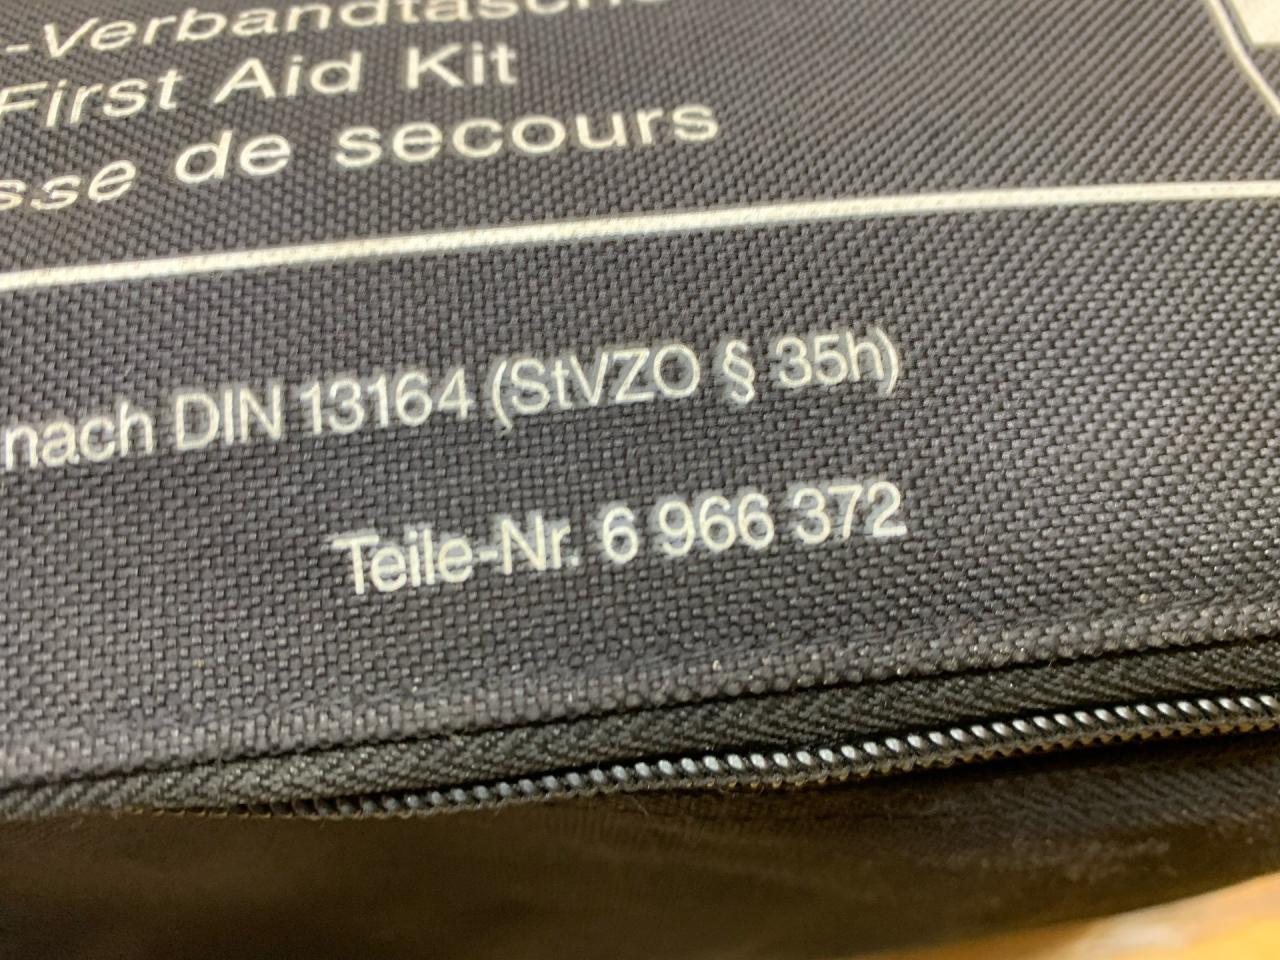 -Verbandtasche
First Aid Kit
sse de secours
nach DIN 13164 (StVZO § 35h)
Teile-Nr. 6 966 372